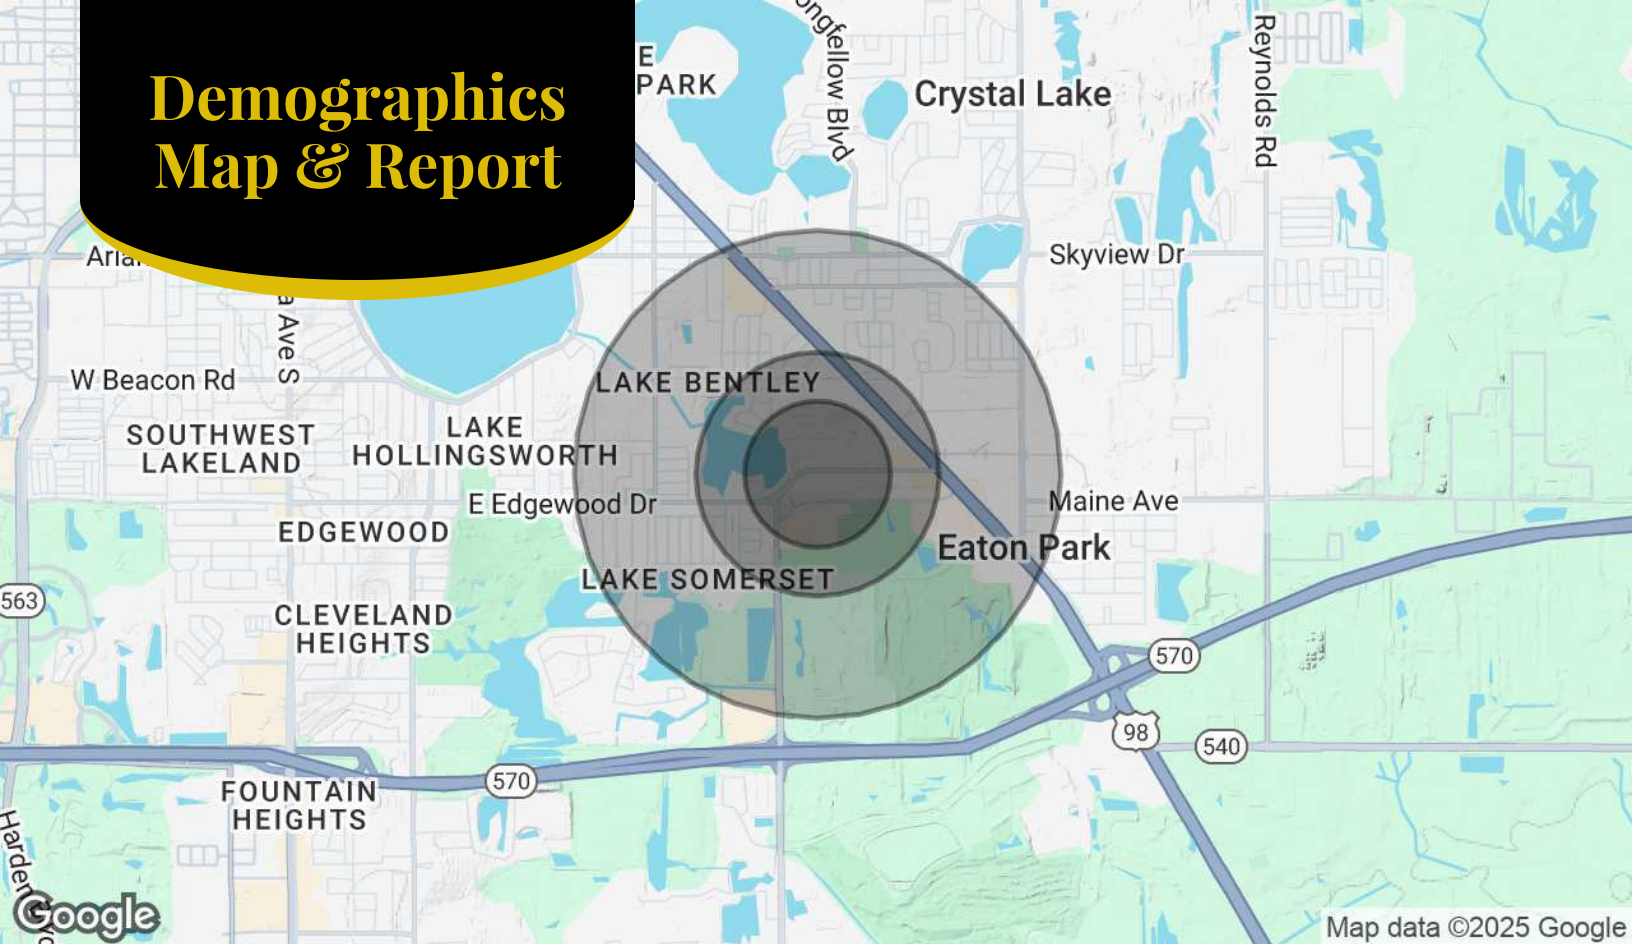 Demographics
Map & Report
E
PARK
Crystal Lake
Reynolds Rd
Skyview Dr
W Beacon Rd
LAKE BENTLEY
SOUTHWEST
LAKELAND
LAKE
HOLLINGSWORTH
E Edgewood Dr
Maine Ave
EDGEWOOD
Eaton Park
LAKE SOMERSET
563
CLEVELAND
HEIGHTS
570
98
540
570
FOUNTAIN
HEIGHTS
a Ave S
ongfellow Blvd
Google
Map data ©2025 Google